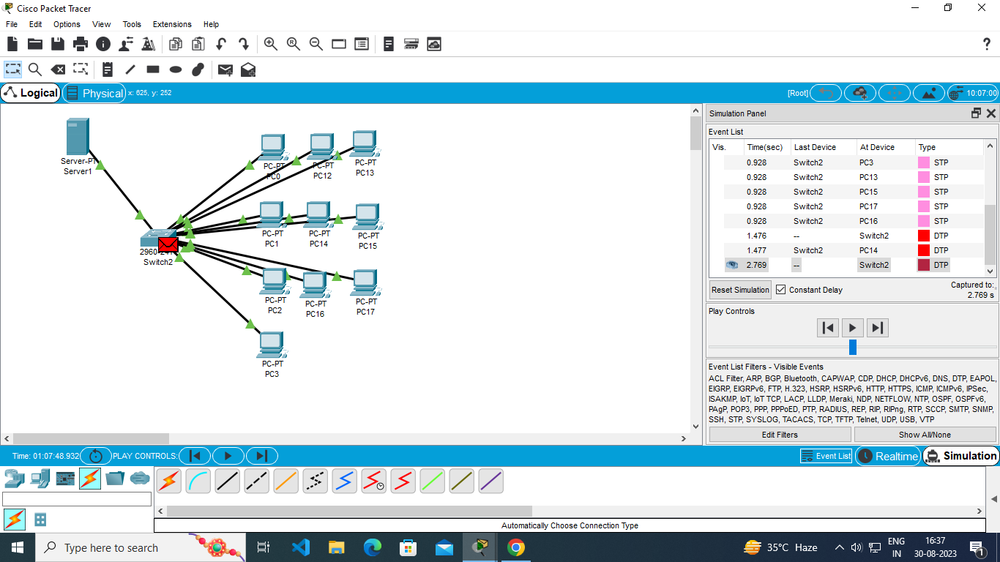 Cisco Packet Tracer
File Edit Options View Tools Extensions Help
?
Logical Physical x: 625, y: 252 [Root] 10:07:00
Server-PT
Server1
PC-PT
PC0
PC-PT
PC12
PC-PT
PC13
PC-PT
PC1
PC-PT
PC14
PC-PT
PC15
Switch2
PC-PT
PC2
PC-PT
PC16
PC-PT
PC17
PC-PT
PC3
Simulation Panel
Event List
Vis. Time(sec) Last Device At Device Type
0.928 Switch2 PC3 STP
0.928 Switch2 PC13 STP
0.928 Switch2 PC15 STP
0.928 Switch2 PC17 STP
0.928 Switch2 PC16 STP
1.476 -- Switch2 DTP
1.477 Switch2 PC14 DTP
2.769 -- Switch2 DTP
Reset Simulation Constant Delay Captured to:
2.769 s
Play Controls
Event List Filters - Visible Events
ACL Filter, ARP, BGP, Bluetooth, CAPWAP, CDP, DHCP, DHCPv6, DNS, DTP, EAPOL,
EIGRP, EIGRPv6, FTP, H.323, HSRP, HSRPv6, HTTP, HTTPS, ICMP, ICMPv6, IPSec,
ISAKMP, IoT, IoT TCP, LACP, LLDP, Meraki, NDP, NETFLOW, NTP, OSPF, OSPFv6,
PAgP, POP3, PPP, PPPoED, PTP, RADIUS, REP, RIP, RIPng, RTP, SCCP, SMTP, SNMP,
SSH, STP, SYSLOG, TACACS, TCP, TFTP, Telnet, UDP, USB, VTP
Edit Filters Show All/None
Time: 01:07:48.932 PLAY CONTROLS: Event List Realtime Simulation
Automatically Choose Connection Type
Type here to search
35°C Haze
ENG
IN
16:37
30-08-2023
1